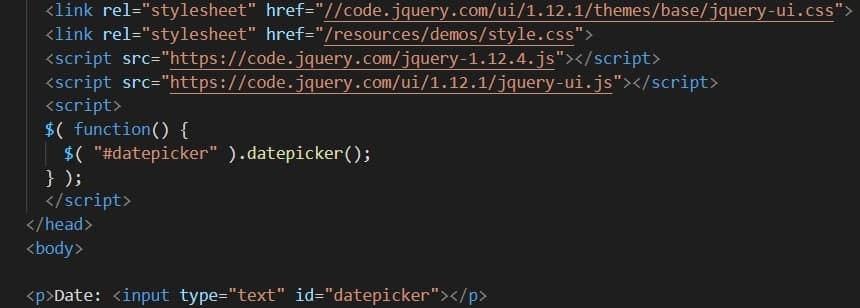 <link rel="stylesheet" href="//code.jquery.com/ui/1.12.1/themes/base/jquery-ui.css">
<link rel="stylesheet" href="/resources/demos/style.css">
<script src="https://code.jquery.com/jquery-1.12.4.js"></script>
<script src="https://code.jquery.com/ui/1.12.1/jquery-ui.js"></script>
<script>
$( function() {
$( "#datepicker" ).datepicker();
} );
</script>
</head>
<body>
<p>Date: <input type="text" id="datepicker"></p>